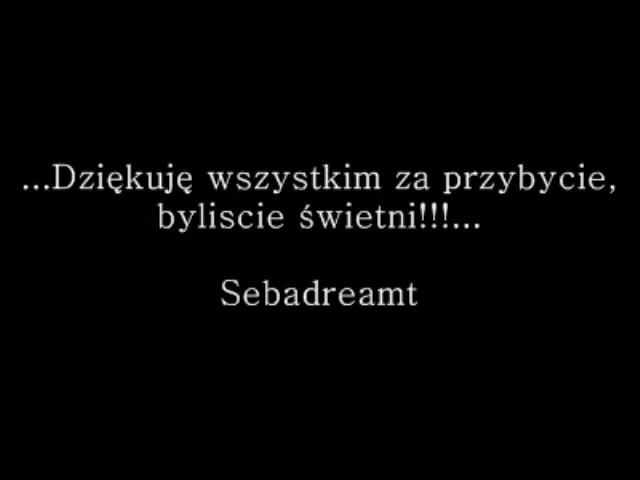 ...Dziękuję wszystkim za przybycie,
byliscie świetni!!!...
Sebadreamt